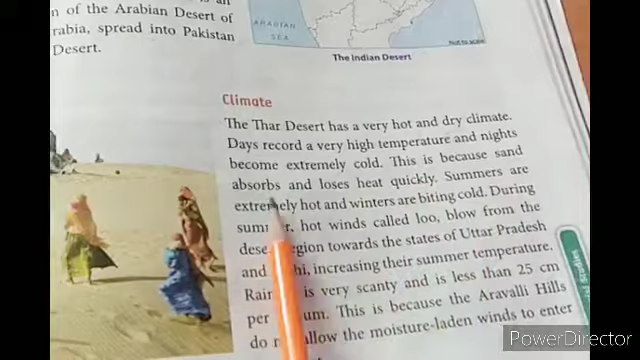 n of the Arabian Desert of
rabia, spread into Pakistan
Desert.
ARABIAN
SEA
Not to scale
The Indian Desert
Climate
The Thar Desert has a very hot and dry climate.
Days record a very high temperature and nights
become extremely cold. This is because sand
absorbs and loses heat quickly. Summers are
extremely hot and winters are biting cold. During
sum r, hot winds called loo, blow from the
dese egion towards the states of Uttar Pradesh
and hi, increasing their summer temperature.
Rain is very scanty and is less than 25 cm
per um. This is because the Aravalli Hills
do allow the moisture-laden winds to enter
Studies
PowerDirector